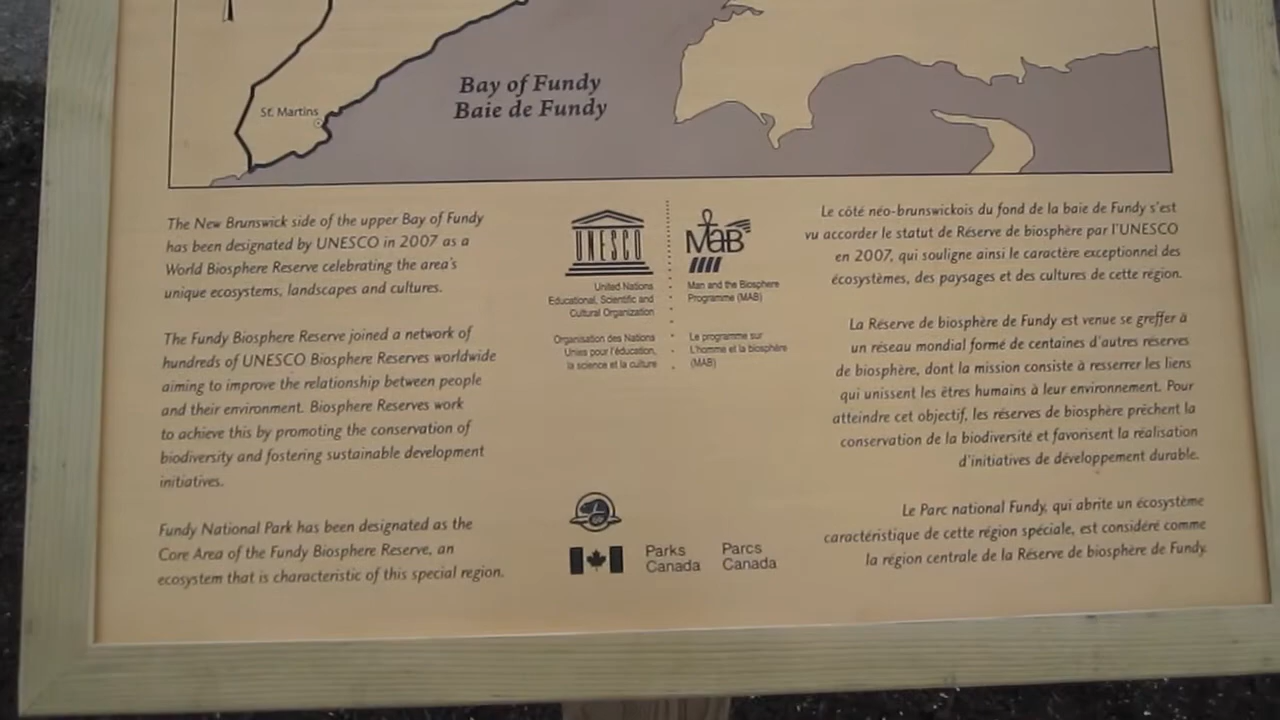 St. Martins
Bay of Fundy
Baie de Fundy
The New Brunswick side of the upper Bay of Fundy
has been designated by UNESCO in 2007 as a
World Biosphere Reserve celebrating the area's
unique ecosystems, landscapes and cultures.
The Fundy Biosphere Reserve joined a network of
hundreds of UNESCO Biosphere Reserves worldwide
aiming to improve the relationship between people
and their environment. Biosphere Reserves work
to achieve this by promoting the conservation of
biodiversity and fostering sustainable development
initiatives.
Fundy National Park has been designated as the
Core Area of the Fundy Biosphere Reserve, an
ecosystem that is characteristic of this special region.
UNESCO
United Nations
Educational, Scientific and
Cultural Organization
Organisation des Nations
Unies pour l'éducation,
la science et la culture
MaB
Man and the Biosphere
Programme (MAB)
Le programme sur
L'homme et la biosphère
(MAB)
Parks
Canada
Parcs
Canada
Le côté néo-brunswickois du fond de la baie de Fundy s'est
vu accorder le statut de Réserve de biosphère par l'UNESCO
en 2007, qui souligne ainsi le caractère exceptionnel des
écosystèmes, des paysages et des cultures de cette région.
La Réserve de biosphère de Fundy est venue se greffer à
un réseau mondial formé de centaines d'autres réserves
de biosphère, dont la mission consiste à resserrer les liens
qui unissent les êtres humains à leur environnement. Pour
atteindre cet objectif, les réserves de biosphère prêchent la
conservation de la biodiversité et favorisent la réalisation
d'initiatives de développement durable.
Le Parc national Fundy, qui abrite un écosystème
caractéristique de cette région spéciale, est considéré comme
la région centrale de la Réserve de biosphère de Fundy.